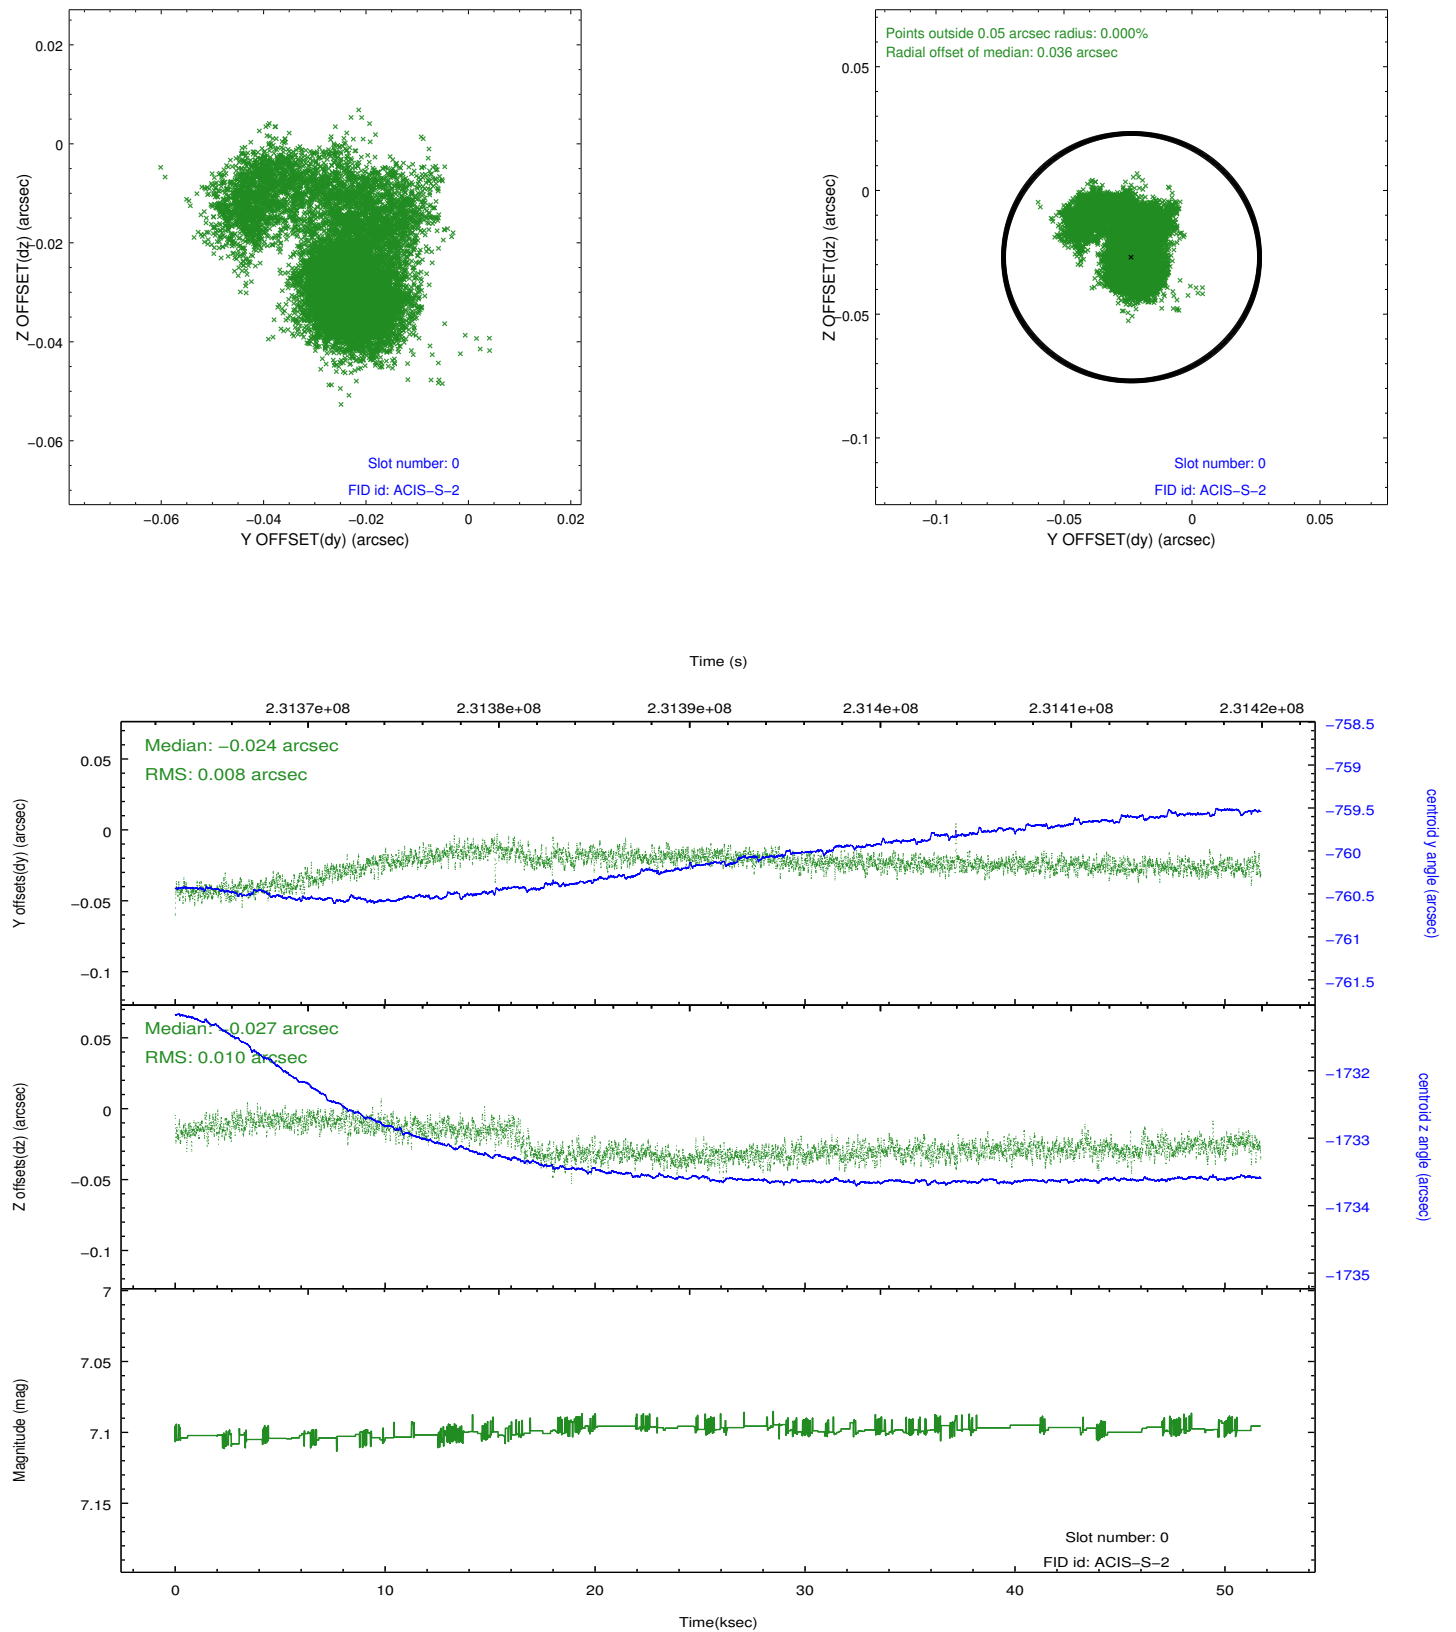 0.02
0
−0.02
−0.04
−0.06
Z OFFSET(dz) (arcsec)
Slot number: 0
FID id: ACIS−S−2
−0.06 −0.04 −0.02 0 0.02
Y OFFSET(dy) (arcsec)
Points outside 0.05 arcsec radius: 0.000%
Radial offset of median: 0.036 arcsec
0.05
0
−0.05
−0.1
Z OFFSET(dz) (arcsec)
Slot number: 0
FID id: ACIS−S−2
−0.1 −0.05 0 0.05
Y OFFSET(dy) (arcsec)
Time (s)
2.3137e+08 2.3138e+08 2.3139e+08 2.314e+08 2.3141e+08 2.3142e+08
Median: −0.024 arcsec
RMS: 0.008 arcsec
0.05
0
−0.05
−0.1
Y offsets(dy) (arcsec)
−758.5
−759
−759.5
−760
−760.5
−761
−761.5
centroid y angle (arcsec)
Median: −0.027 arcsec
RMS: 0.010 arcsec
0.05
0
−0.05
−0.1
Z offsets(dz) (arcsec)
−1732
−1733
−1734
−1735
centroid z angle (arcsec)
7
7.05
7.1
7.15
Magnitude (mag)
Slot number: 0
FID id: ACIS−S−2
0 10 20 30 40 50
Time(ksec)